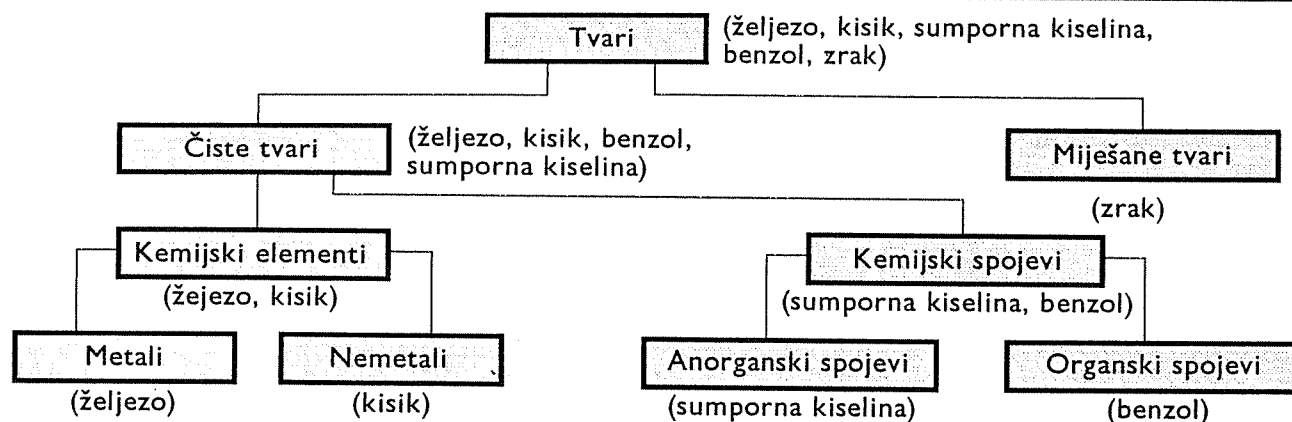 Tvari
(željezo, kisik, sumporna kiselina,
benzol, zrak)
Čiste tvari
(željezo, kisik, benzol,
sumporna kiselina)
Miješane tvari
(zrak)
Kemijski elementi
(žejezo, kisik)
Kemijski spojevi
(sumporna kiselina, benzol)
Metali
(željezo)
Nemetali
(kisik)
Anorganski spojevi
(sumporna kiselina)
Organski spojevi
(benzol)